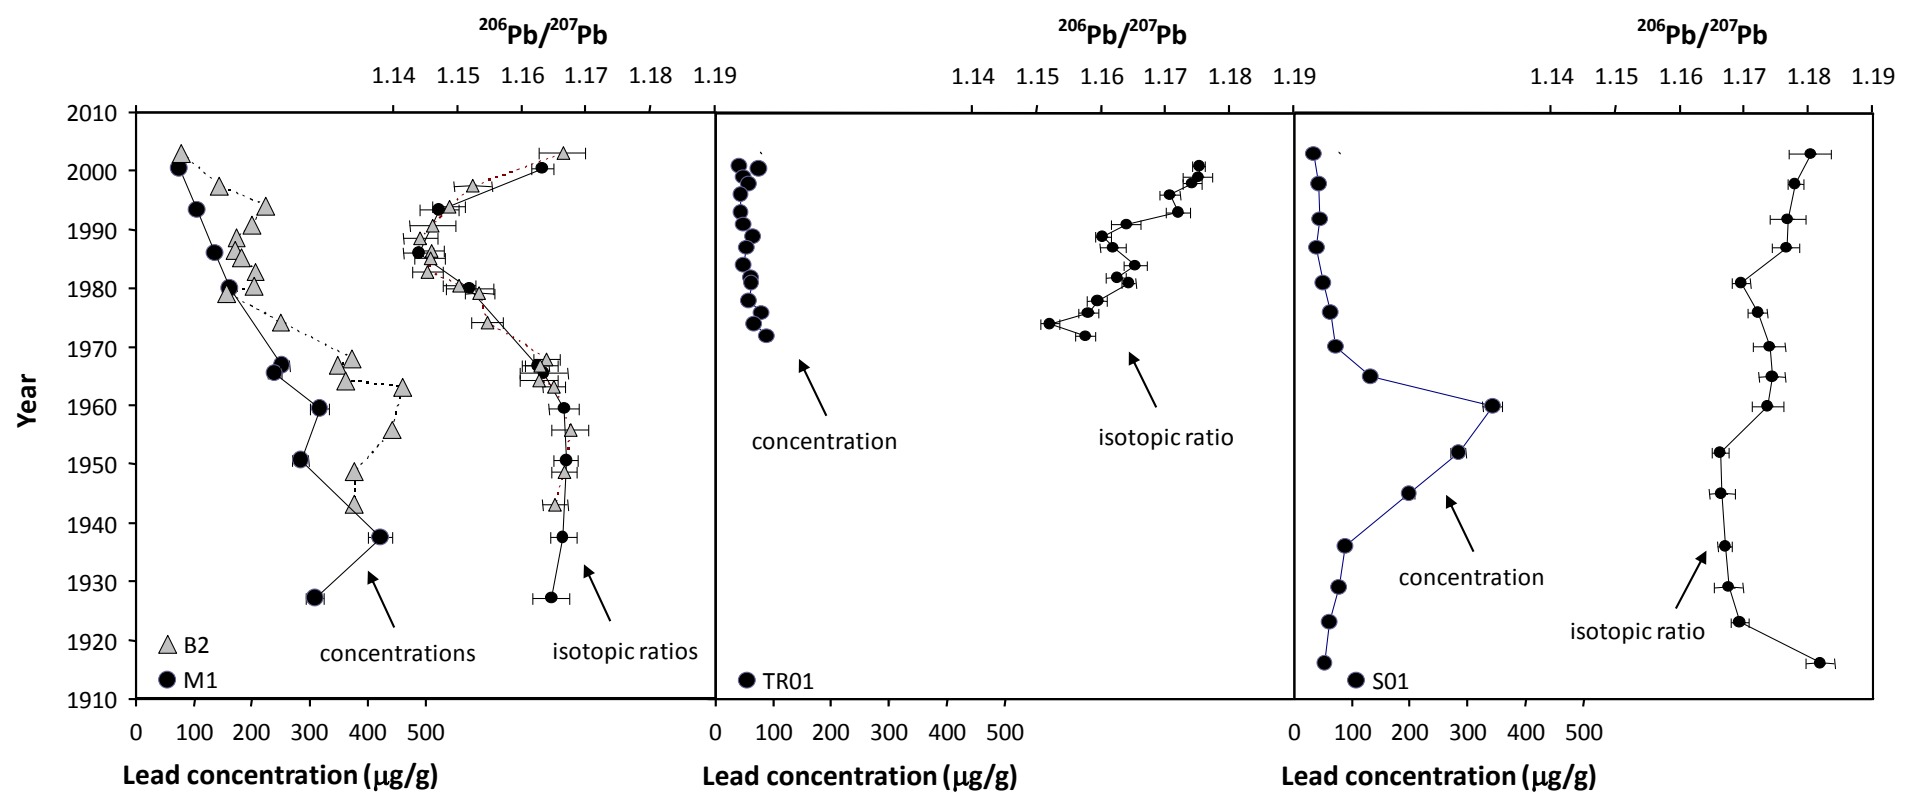 ²⁰⁶Pb/²⁰⁷Pb ²⁰⁶Pb/²⁰⁷Pb ²⁰⁶Pb/²⁰⁷Pb
1.14 1.15 1.16 1.17 1.18 1.19 1.14 1.15 1.16 1.17 1.18 1.19 1.14 1.15 1.16 1.17 1.18 1.19
2010
2000
1990
1980
1970
1960
1950
1940
1930
1920
1910
Year
concentrations
isotopic ratios
B2
M1
concentration
isotopic ratio
TR01
concentration
isotopic ratio
S01
0 100 200 300 400 500 0 100 200 300 400 500 0 100 200 300 400 500
Lead concentration (µg/g) Lead concentration (µg/g) Lead concentration (µg/g)